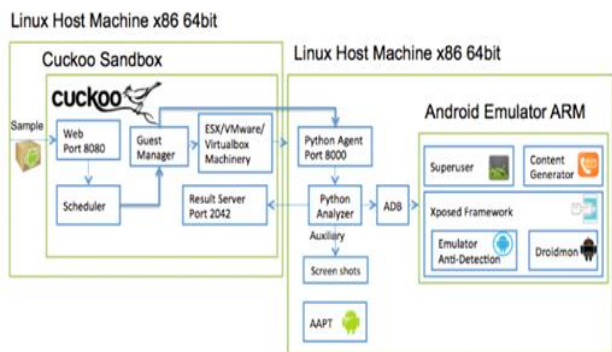 Linux Host Machine x86 64bit
Cuckoo Sandbox
cuckoo
Sample
Web
Port 8080
Guest
Manager
ESX/VMware/
Virtualbox
Machinery
Scheduler
Result Server
Port 2042
Linux Host Machine x86 64bit
Python Agent
Port 8000
Python
Analyzer
ADB
Auxiliary
Screen shots
AAPT
Android Emulator ARM
Superuser
Content
Generator
Xposed Framework
Emulator
Anti-Detection
Droidmon